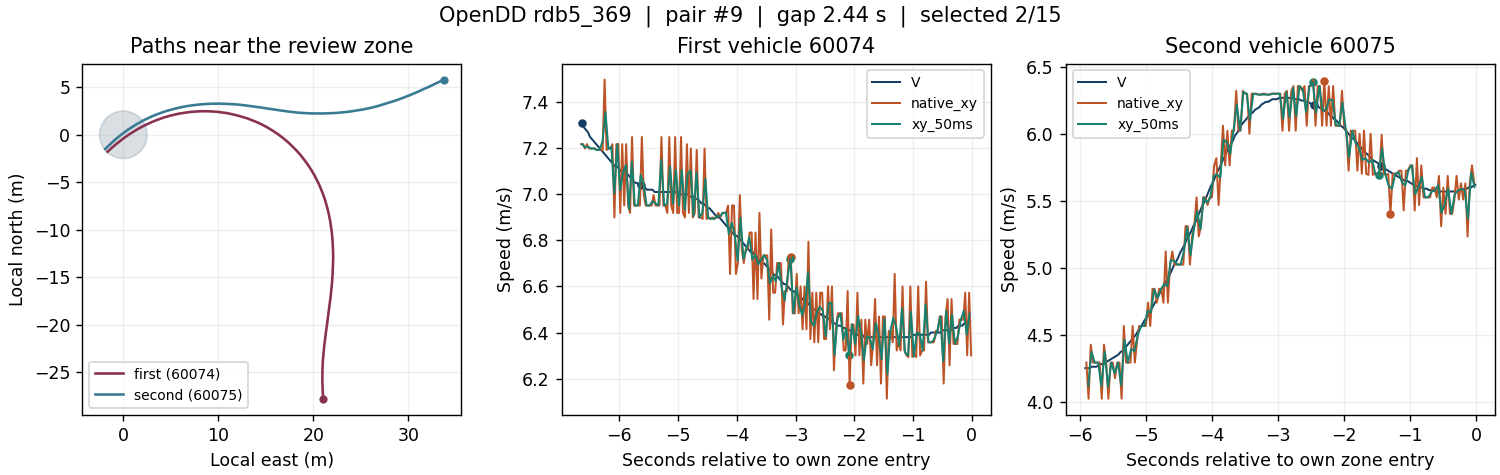 OpenDD rdb5_369 | pair #9 | gap 2.44 s | selected 2/15
Paths near the review zone
Local north (m)
5
0
−5
−10
−15
−20
−25
first (60074)
second (60075)
0
10
20
30
Local east (m)
First vehicle 60074
Speed (m/s)
7.4
7.2
7.0
6.8
6.6
6.4
6.2
V
native_xy
xy_50ms
−6
−5
−4
−3
−2
−1
0
Seconds relative to own zone entry
Second vehicle 60075
Speed (m/s)
6.5
6.0
5.5
5.0
4.5
4.0
V
native_xy
xy_50ms
−6
−5
−4
−3
−2
−1
0
Seconds relative to own zone entry